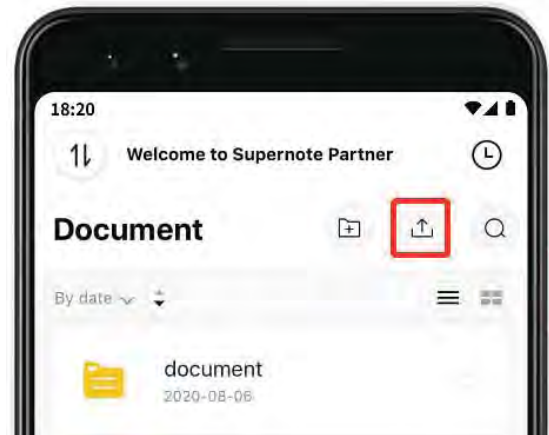 18:20
Welcome to Supernote Partner
Document
By date
document
2020-08-06